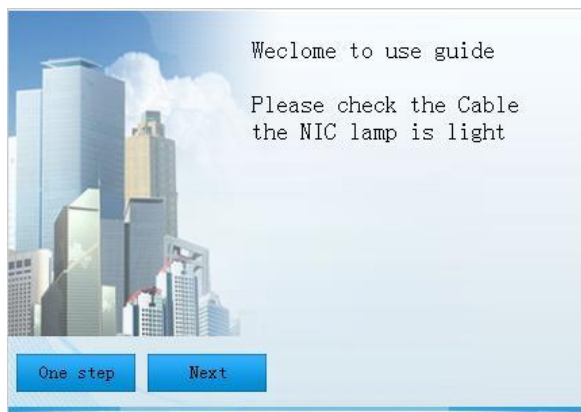 Weclome to use guide
Please check the Cable
the NIC lamp is light
One step
Next